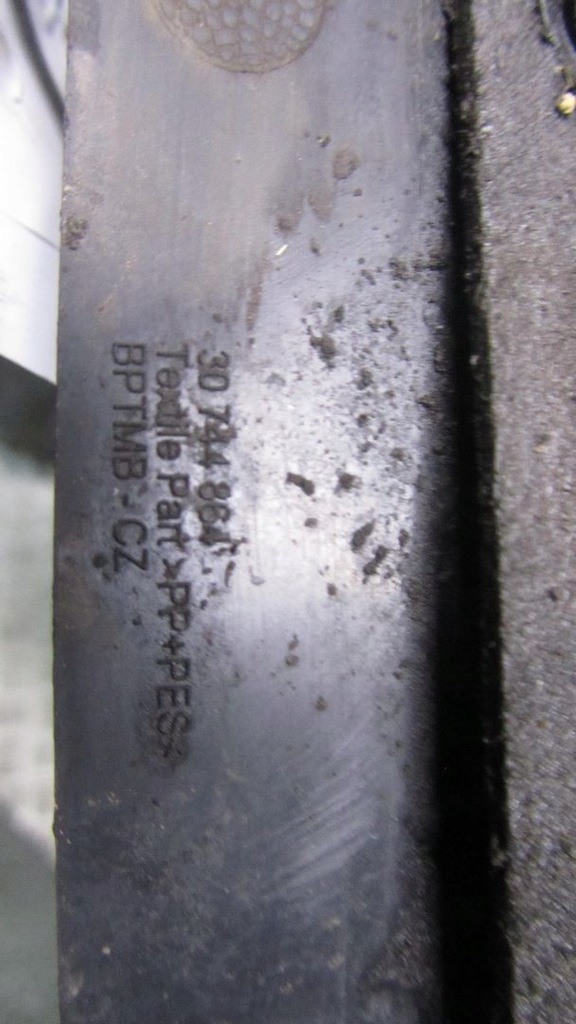 30 744 864
Textile Part >PP+PES<
BPTMB-CZ